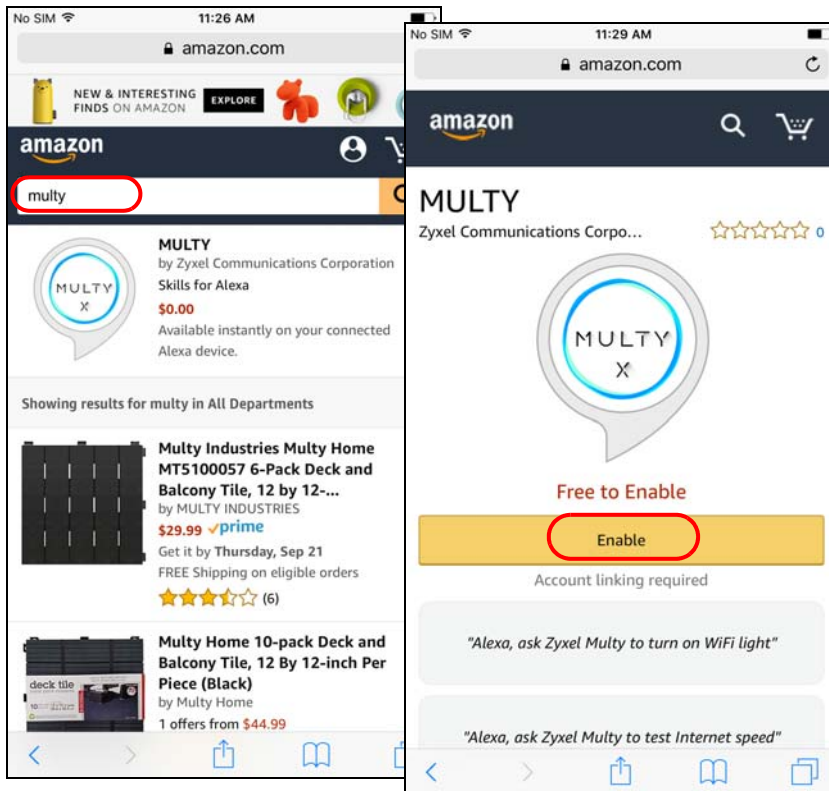 No SIM 11:26 AM
amazon.com
NEW & INTERESTING
FINDS ON AMAZON EXPLORE
amazon
multy
MULTY
X
MULTY
by Zyxel Communications Corporation
Skills for Alexa
$0.00
Available instantly on your connected
Alexa device.
Showing results for multy in All Departments
Multy Industries Multy Home
MT5100057 6-Pack Deck and
Balcony Tile, 12 by 12-...
by MULTY INDUSTRIES
$29.99 prime
Get it by Thursday, Sep 21
FREE Shipping on eligible orders
(6)
deck tile
10
Multy Home 10-pack Deck and
Balcony Tile, 12 By 12-inch Per
Piece (Black)
by Multy Home
1 offers from $44.99
No SIM 11:29 AM
amazon.com
amazon
MULTY
Zyxel Communications Corpo... 0
MULTY
X
Free to Enable
Enable
Account linking required
"Alexa, ask Zyxel Multy to turn on WiFi light"
"Alexa, ask Zyxel Multy to test Internet speed"